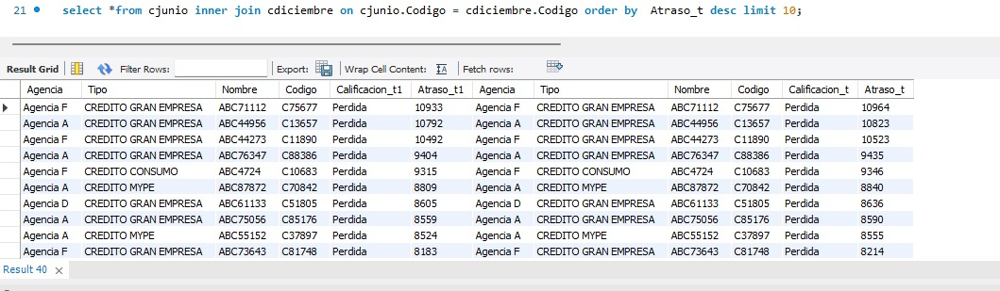 21 select *from cjunio inner join cdiciembre on cjunio.Codigo = cdiciembre.Codigo order by Atraso_t desc limit 10;
Result Grid Filter Rows: Export: Wrap Cell Content: Fetch rows:
Agencia Tipo Nombre Codigo Calificacion_t1 Atraso_t1 Agencia Tipo Nombre Codigo Calificacion_t Atraso_t
Agencia F CREDITO GRAN EMPRESA ABC71112 C75677 Perdida 10933 Agencia F CREDITO GRAN EMPRESA ABC71112 C75677 Perdida 10964
Agencia A CREDITO GRAN EMPRESA ABC44956 C13657 Perdida 10792 Agencia A CREDITO GRAN EMPRESA ABC44956 C13657 Perdida 10823
Agencia F CREDITO GRAN EMPRESA ABC44273 C11890 Perdida 10492 Agencia F CREDITO GRAN EMPRESA ABC44273 C11890 Perdida 10523
Agencia A CREDITO GRAN EMPRESA ABC76347 C88386 Perdida 9404 Agencia A CREDITO GRAN EMPRESA ABC76347 C88386 Perdida 9435
Agencia F CREDITO CONSUMO ABC4724 C10683 Perdida 9315 Agencia F CREDITO CONSUMO ABC4724 C10683 Perdida 9346
Agencia A CREDITO MYPE ABC87872 C70842 Perdida 8809 Agencia A CREDITO MYPE ABC87872 C70842 Perdida 8840
Agencia D CREDITO GRAN EMPRESA ABC61133 C51805 Perdida 8605 Agencia D CREDITO GRAN EMPRESA ABC61133 C51805 Perdida 8636
Agencia A CREDITO GRAN EMPRESA ABC75056 C85176 Perdida 8559 Agencia A CREDITO GRAN EMPRESA ABC75056 C85176 Perdida 8590
Agencia A CREDITO MYPE ABC55152 C37897 Perdida 8524 Agencia A CREDITO MYPE ABC55152 C37897 Perdida 8555
Agencia F CREDITO GRAN EMPRESA ABC73643 C81748 Perdida 8183 Agencia F CREDITO GRAN EMPRESA ABC73643 C81748 Perdida 8214
Result 40